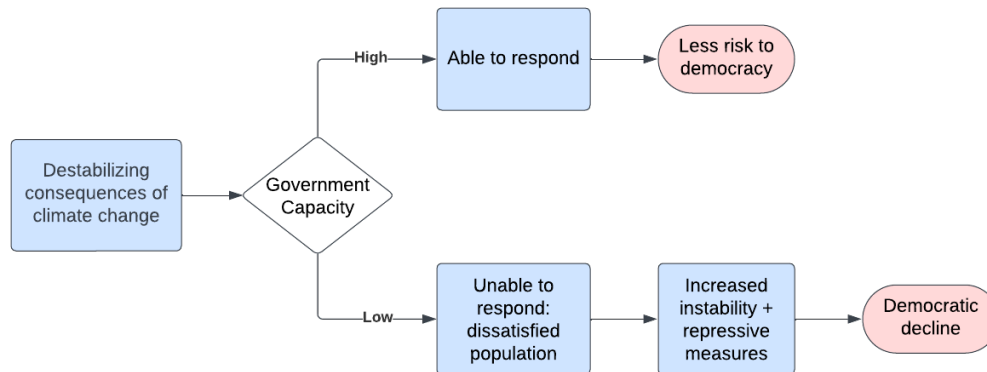 High
Able to respond
Less risk to
democracy
Destabilizing
consequences of
climate change
Government
Capacity
Low
Unable to
respond:
dissatisfied
population
Increased
instability +
repressive
measures
Democratic
decline